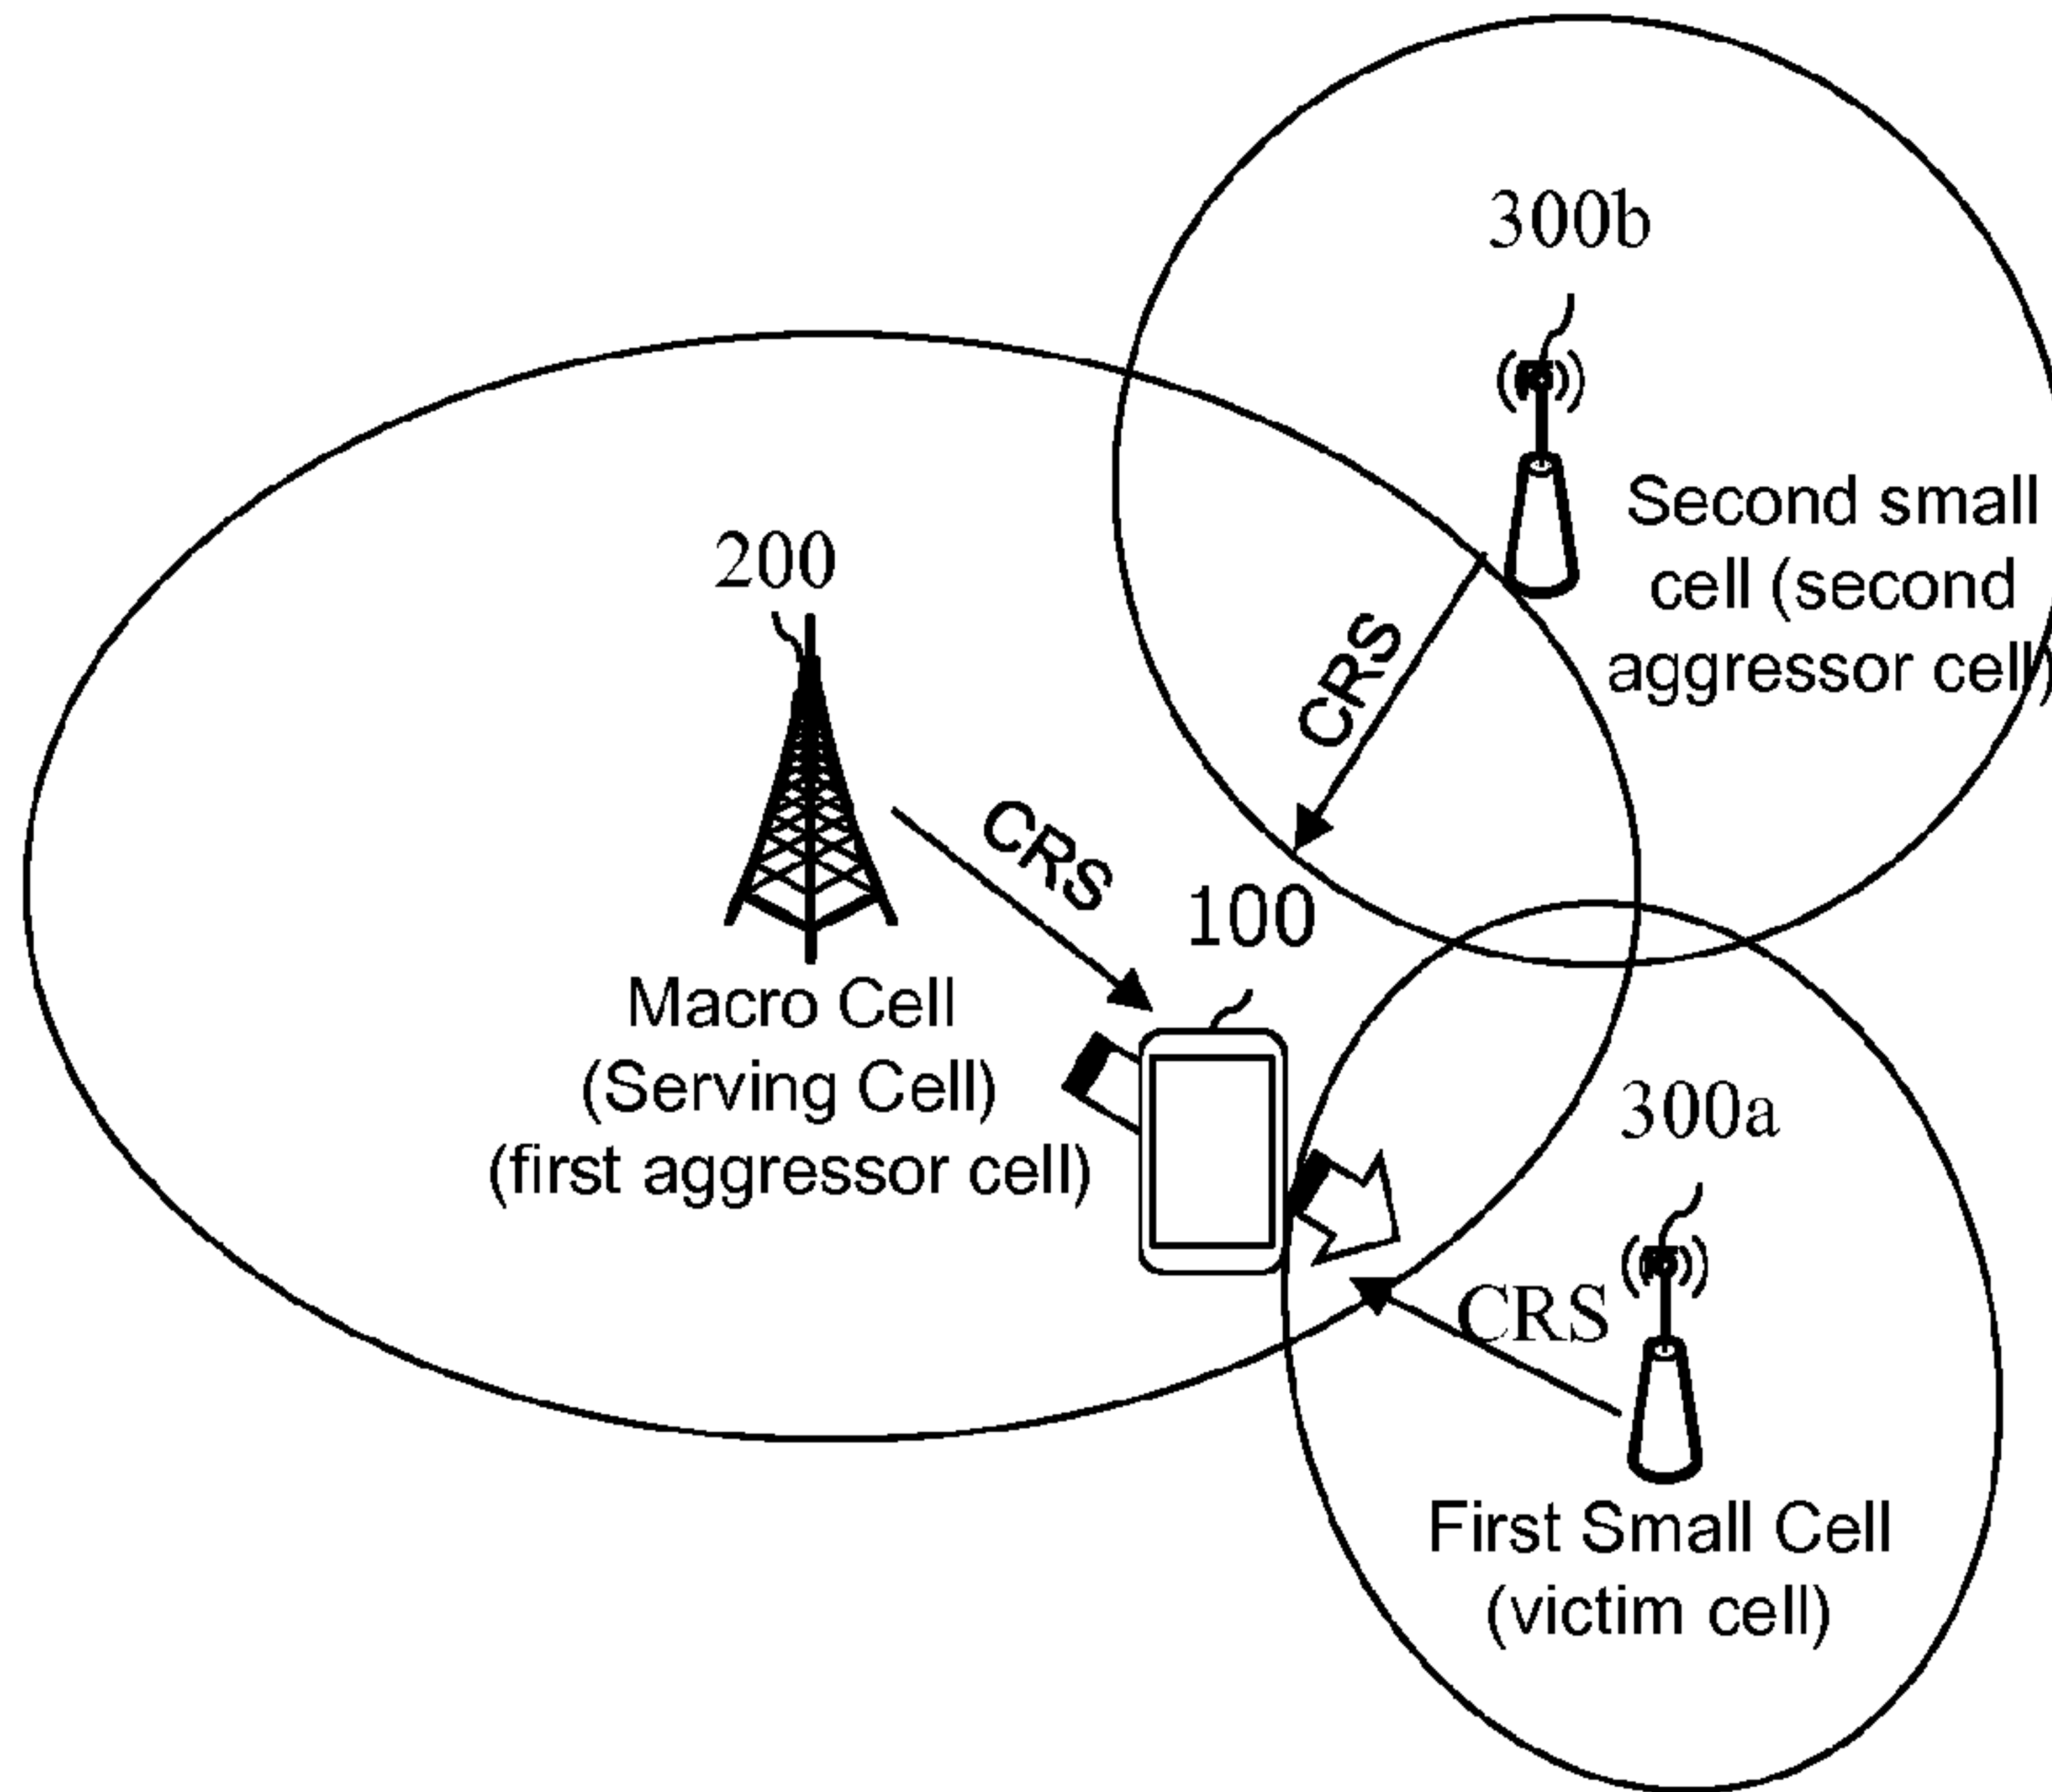 300b
Second small
cell (second
aggressor cell)
CRS
200
CRS
Macro Cell
(Serving Cell)
(first aggressor cell)
100
300a
CRS
First Small Cell
(victim cell)